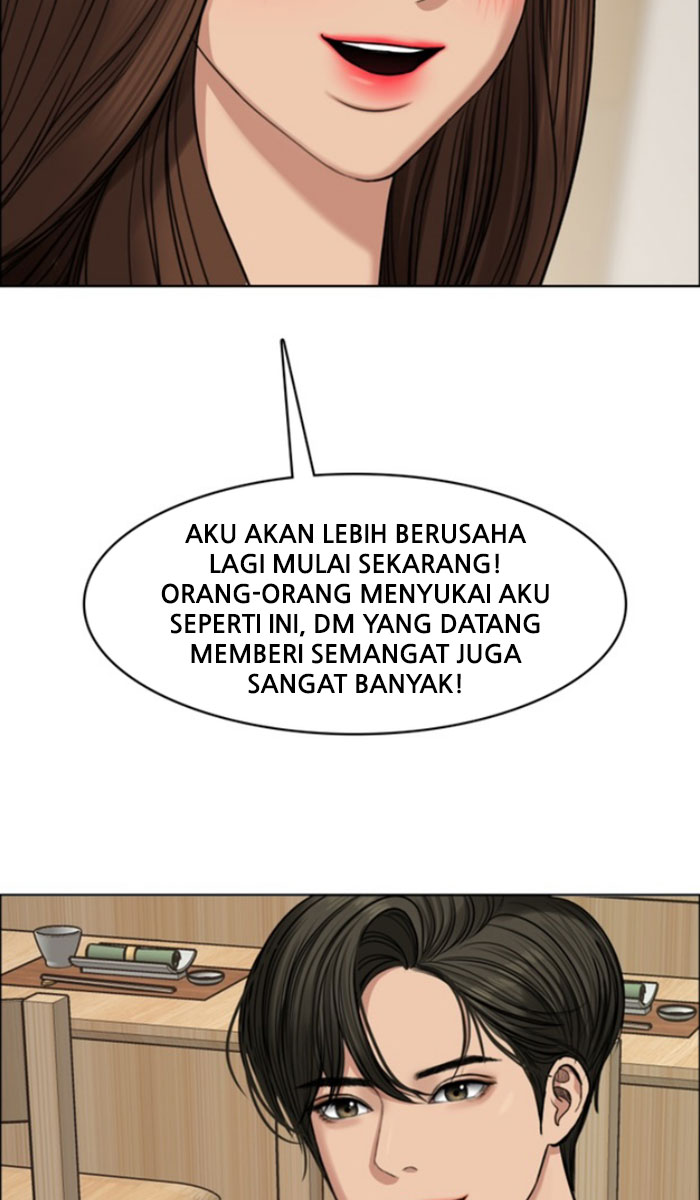 AKU AKAN LEBIH BERUSAHA
LAGI MULAI SEKARANG!
ORANG-ORANG MENYUKAI AKU
SEPERTI INI, DM YANG DATANG
MEMBERI SEMANGAT JUGA
SANGAT BANYAK!